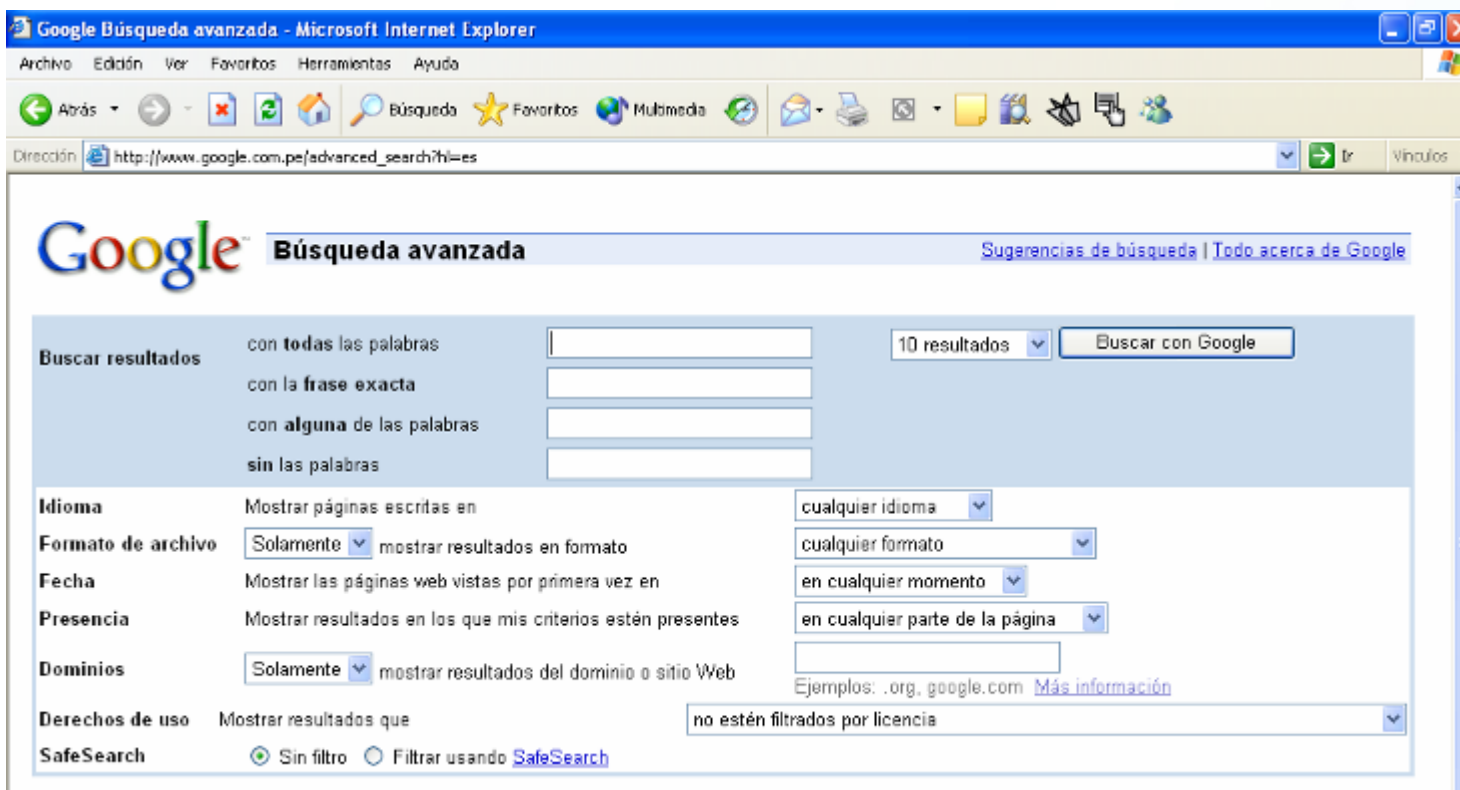 Google Búsqueda avanzada - Microsoft Internet Explorer
Archivo Edición Ver Favoritos Herramientas Ayuda
Atrás Búsqueda Favoritos Multimedia
Dirección http://www.google.com.pe/advanced_search?hl=es Ir Vínculos
Google™ Búsqueda avanzada Sugerencias de búsqueda | Todo acerca de Google
Buscar resultados con todas las palabras 10 resultados Buscar con Google
con la frase exacta
con alguna de las palabras
sin las palabras
Idioma Mostrar páginas escritas en cualquier idioma
Formato de archivo Solamente mostrar resultados en formato cualquier formato
Fecha Mostrar las páginas web vistas por primera vez en en cualquier momento
Presencia Mostrar resultados en los que mis criterios estén presentes en cualquier parte de la página
Dominios Solamente mostrar resultados del dominio o sitio Web
Ejemplos: .org, google.com Más información
Derechos de uso Mostrar resultados que no estén filtrados por licencia
SafeSearch Sin filtro Filtrar usando SafeSearch